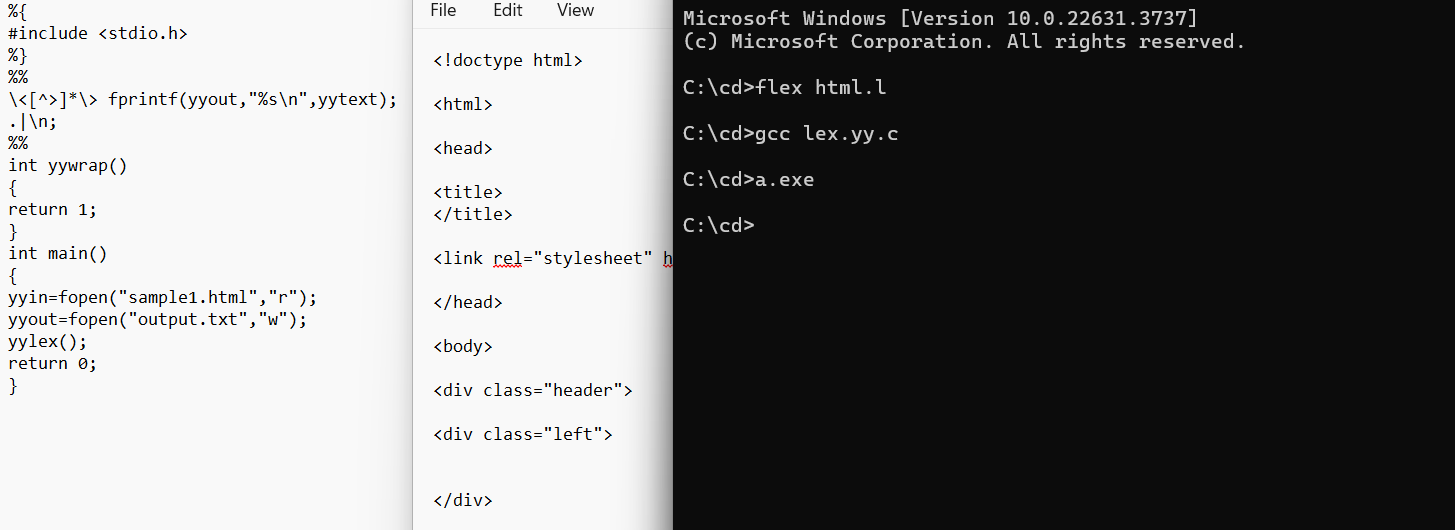 %{
#include <stdio.h>
%}
%%
\<[^>]*\> fprintf(yyout,"%s\n",yytext);
.|\n;
%%
int yywrap()
{
return 1;
}
int main()
{
yyin=fopen("sample1.html","r");
yyout=fopen("output.txt","w");
yylex();
return 0;
}
File Edit View
<!doctype html>
<html>
<head>
<title>
</title>
<link rel="stylesheet" h
</head>
<body>
<div class="header">
<div class="left">
</div>
Microsoft Windows [Version 10.0.22631.3737]
(c) Microsoft Corporation. All rights reserved.
C:\cd>flex html.l
C:\cd>gcc lex.yy.c
C:\cd>a.exe
C:\cd>